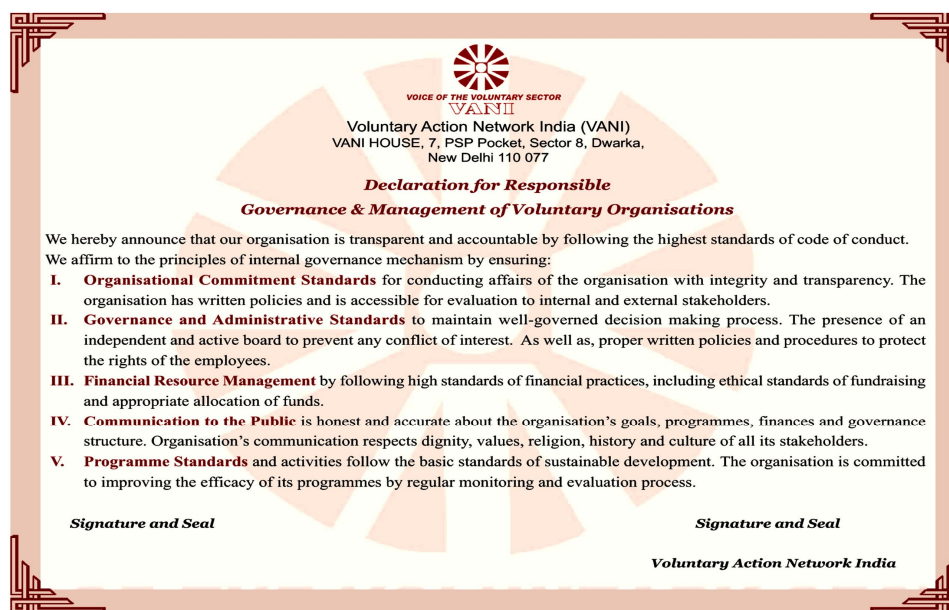 VOICE OF THE VOLUNTARY SECTOR
VANI
Voluntary Action Network India (VANI)
VANI HOUSE, 7, PSP Pocket, Sector 8, Dwarka,
New Delhi 110 077
Declaration for Responsible
Governance & Management of Voluntary Organisations
We hereby announce that our organisation is transparent and accountable by following the highest standards of code of conduct.
We affirm to the principles of internal governance mechanism by ensuring:
I. Organisational Commitment Standards for conducting affairs of the organisation with integrity and transparency. The
organisation has written policies and is accessible for evaluation to internal and external stakeholders.
II. Governance and Administrative Standards to maintain well-governed decision making process. The presence of an
independent and active board to prevent any conflict of interest. As well as, proper written policies and procedures to protect
the rights of the employees.
III. Financial Resource Management by following high standards of financial practices, including ethical standards of fundraising
and appropriate allocation of funds.
IV. Communication to the Public is honest and accurate about the organisation's goals, programmes, finances and governance
structure. Organisation's communication respects dignity, values, religion, history and culture of all its stakeholders.
V. Programme Standards and activities follow the basic standards of sustainable development. The organisation is committed
to improving the efficacy of its programmes by regular monitoring and evaluation process.
Signature and Seal
Signature and Seal
Voluntary Action Network India